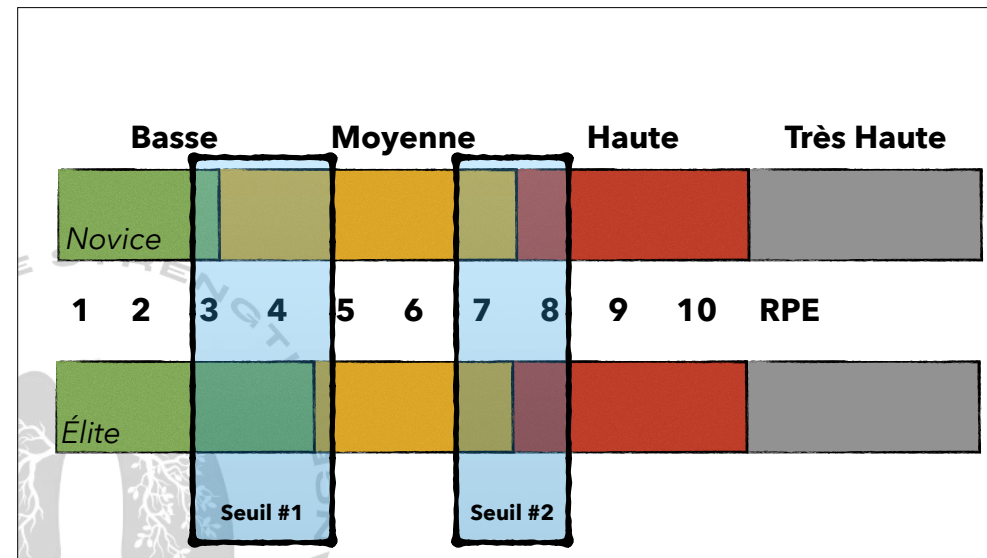 Basse Moyenne Haute Très Haute
Novice
1 2 3 4 5 6 7 8 9 10 RPE
Élite
Seuil #1 Seuil #2